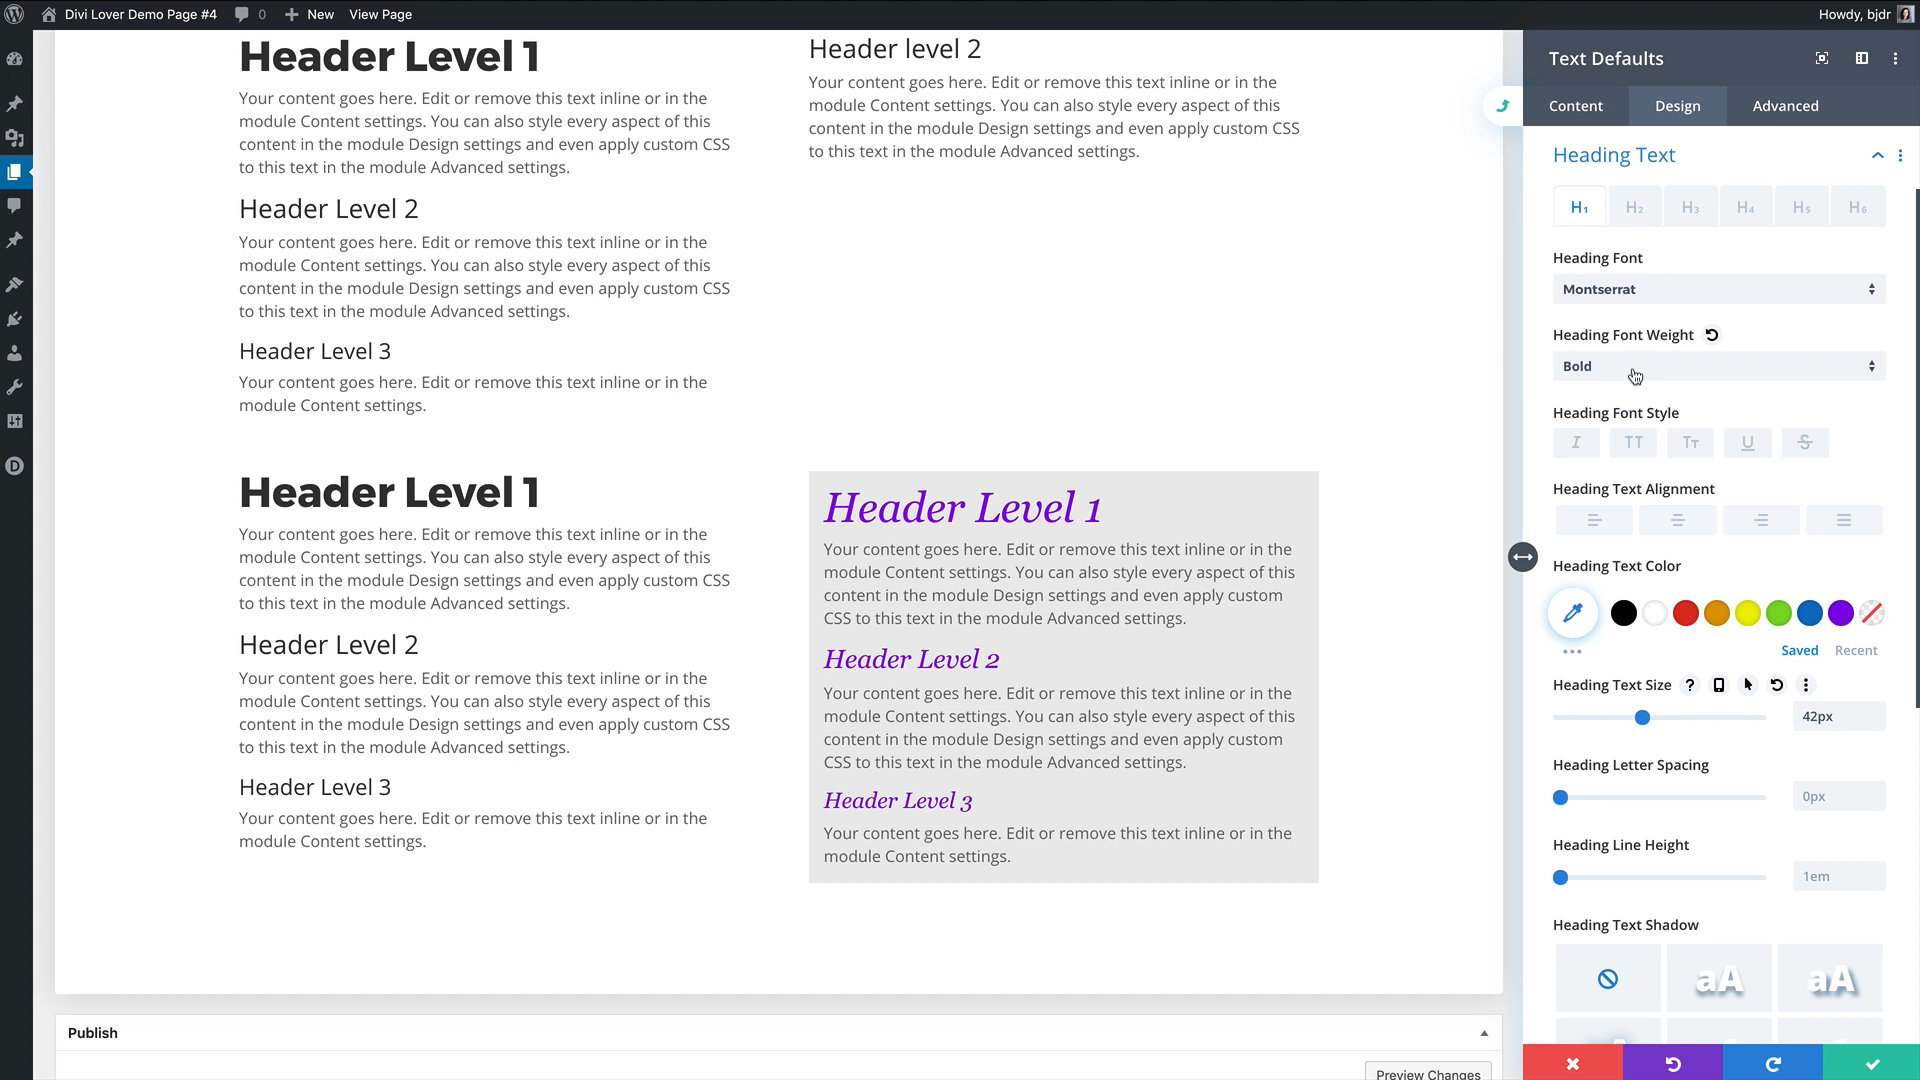 Divi Lover Demo Page #4 0 New View Page Howdy, bjdr
Header Level 1
Your content goes here. Edit or remove this text inline or in the
module Content settings. You can also style every aspect of this
content in the module Design settings and even apply custom CSS
to this text in the module Advanced settings.
Header Level 2
Your content goes here. Edit or remove this text inline or in the
module Content settings. You can also style every aspect of this
content in the module Design settings and even apply custom CSS
to this text in the module Advanced settings.
Header Level 3
Your content goes here. Edit or remove this text inline or in the
module Content settings.
Header level 2
Your content goes here. Edit or remove this text inline or in the
module Content settings. You can also style every aspect of this
content in the module Design settings and even apply custom CSS
to this text in the module Advanced settings.
Header Level 1
Your content goes here. Edit or remove this text inline or in the
module Content settings. You can also style every aspect of this
content in the module Design settings and even apply custom CSS
to this text in the module Advanced settings.
Header Level 2
Your content goes here. Edit or remove this text inline or in the
module Content settings. You can also style every aspect of this
content in the module Design settings and even apply custom CSS
to this text in the module Advanced settings.
Header Level 3
Your content goes here. Edit or remove this text inline or in the
module Content settings.
Header Level 1
Your content goes here. Edit or remove this text inline or in the
module Content settings. You can also style every aspect of this
content in the module Design settings and even apply custom
CSS to this text in the module Advanced settings.
Header Level 2
Your content goes here. Edit or remove this text inline or in the
module Content settings. You can also style every aspect of this
content in the module Design settings and even apply custom
CSS to this text in the module Advanced settings.
Header Level 3
Your content goes here. Edit or remove this text inline or in the
module Content settings.
Publish
Preview Changes
Text Defaults
Content Design Advanced
Heading Text
H1 H2 H3 H4 H5 H6
Heading Font
Montserrat
Heading Font Weight
Bold
Heading Font Style
I TT Tт U S
Heading Text Alignment
Heading Text Color
Saved Recent
Heading Text Size ?
42px
Heading Letter Spacing
0px
Heading Line Height
1em
Heading Text Shadow
aA aA